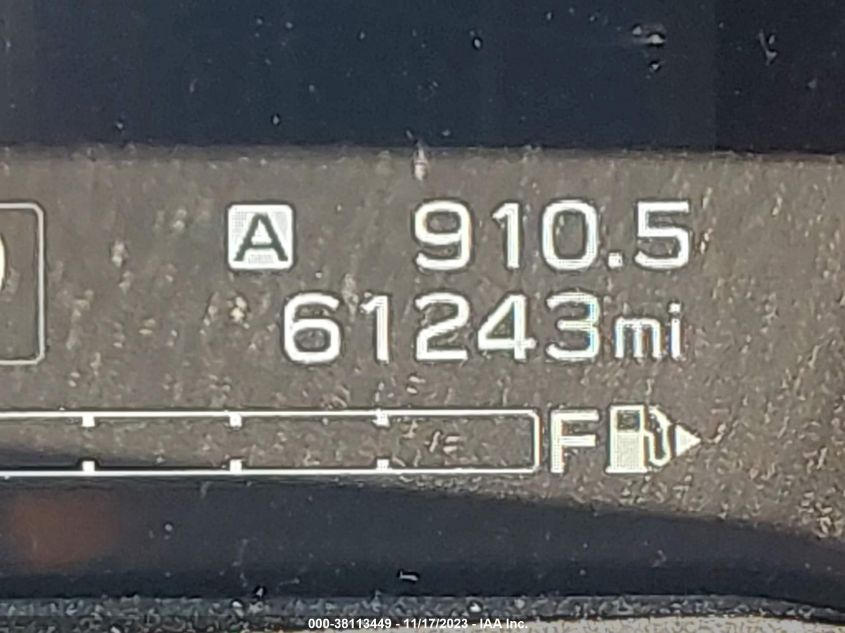 A 910.5
61243mi
F
000-38113449 - 11/17/2023 - IAA Inc.